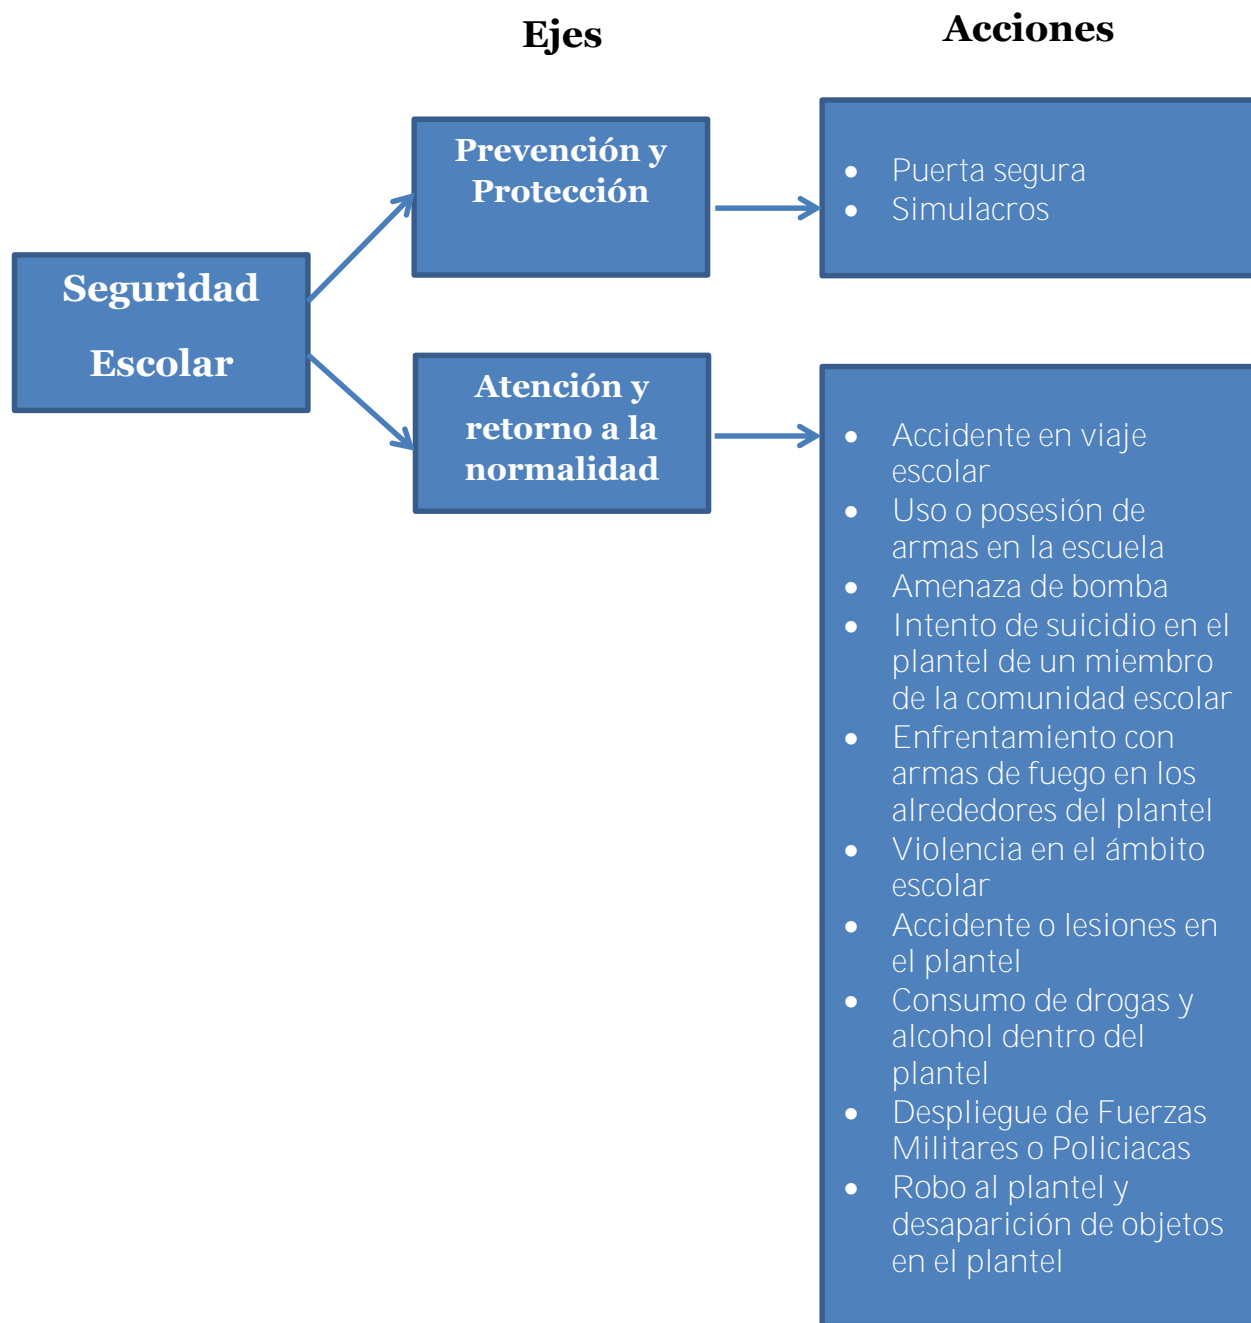 Ejes
Acciones
Seguridad
Escolar
Prevención y
Protección
• Puerta segura
• Simulacros
Atención y
retorno a la
normalidad
• Accidente en viaje
escolar
• Uso o posesión de
armas en la escuela
• Amenaza de bomba
• Intento de suicidio en el
plantel de un miembro
de la comunidad escolar
• Enfrentamiento con
armas de fuego en los
alrededores del plantel
• Violencia en el ámbito
escolar
• Accidente o lesiones en
el plantel
• Consumo de drogas y
alcohol dentro del
plantel
• Despliegue de Fuerzas
Militares o Policiacas
• Robo al plantel y
desaparición de objetos
en el plantel